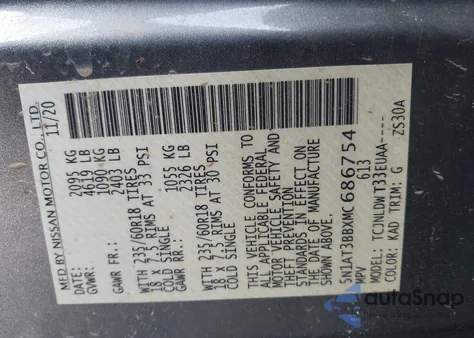 MFD BY NISSAN MOTOR CO., LTD.
11/20
GVWR: 2095 KG
4619 LB
GAWR FR.: 1090 KG
2403 LB
WITH 235/60R18 TIRES
18 x 7.5 RIMS AT 33 PSI
COLD SINGLE
GAWR RR: 1055 KG
2326 LB
WITH 235/60R18 TIRES
18 x 7.5 RIMS AT 30 PSI
COLD SINGLE
THIS VEHICLE CONFORMS TO
ALL APPLICABLE FEDERAL
MOTOR VEHICLE SAFETY AND
THEFT PREVENTION
STANDARDS IN EFFECT ON
THE DATE OF MANUFACTURE
SHOWN ABOVE.
5N1AT3BBXMC686754
MPV 613
MODEL: TCJNLDWT33EUAA----
COLOR: KAD TRIM: G ZS30A
autoSnap